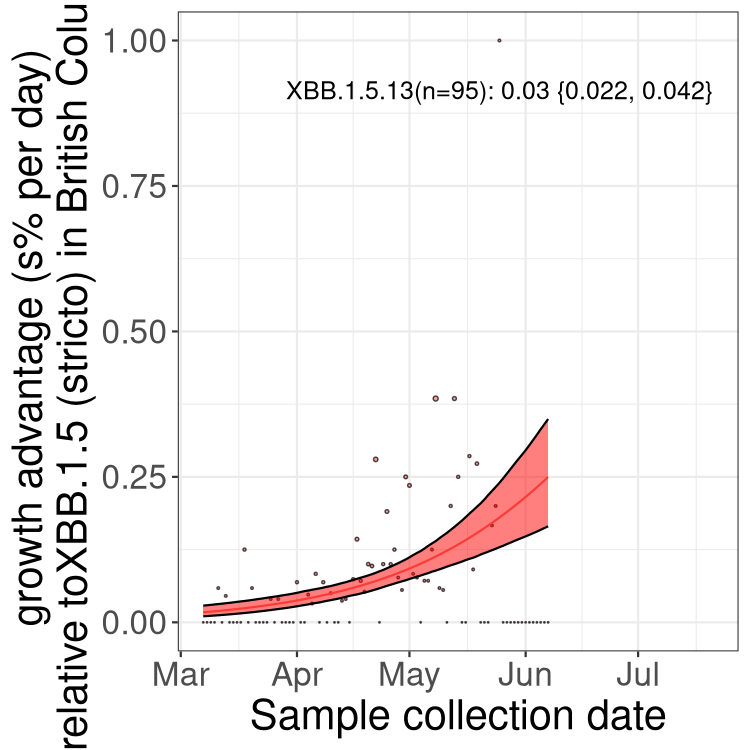 growth advantage (s% per day)
relative toXBB.1.5 (stricto) in British Colu
1.00
0.75
0.50
0.25
0.00
XBB.1.5.13(n=95): 0.03 {0.022, 0.042}
Mar Apr May Jun Jul
Sample collection date